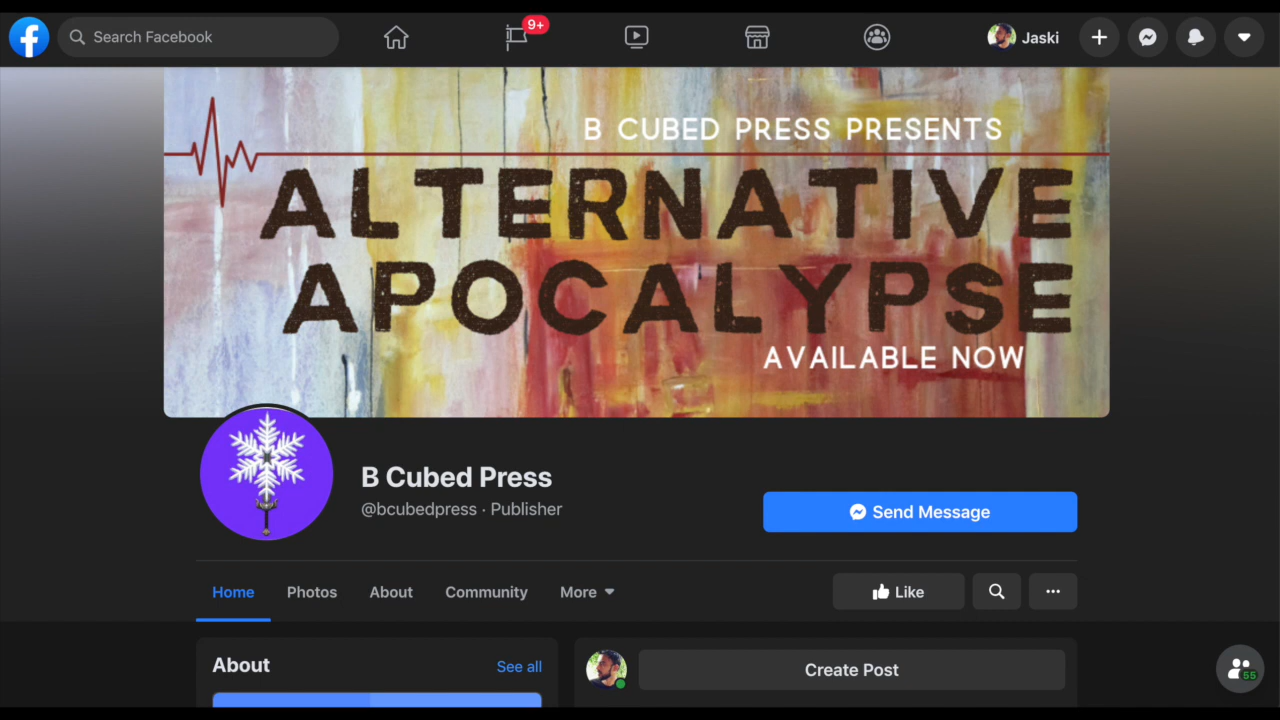 Search Facebook
9+
Jaski
B CUBED PRESS PRESENTS
ALTERNATIVE
APOCALYPSE
AVAILABLE NOW
B Cubed Press
@bcubedpress · Publisher
Send Message
Home Photos About Community More
Like
About See all
Create Post
55